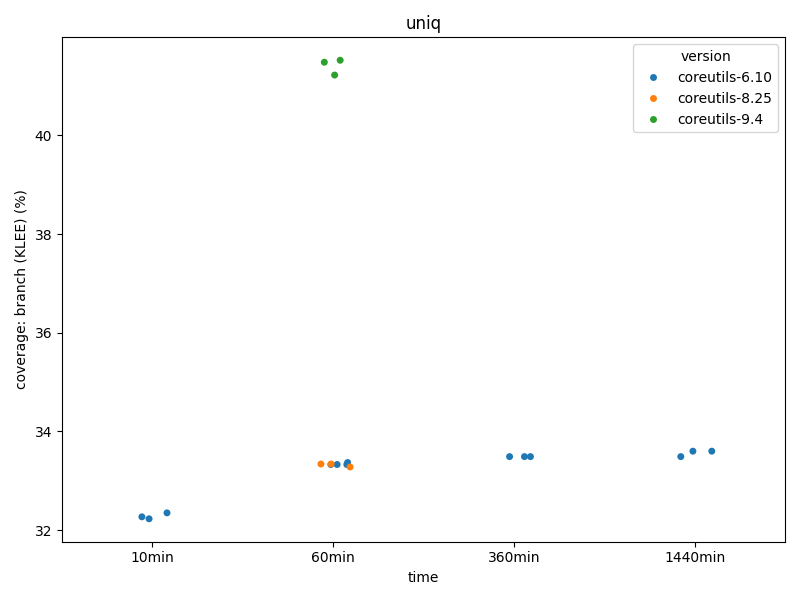 uniq
version
coreutils-6.10
coreutils-8.25
coreutils-9.4
coverage: branch (KLEE) (%)
40
38
36
34
32
10min
60min
360min
1440min
time